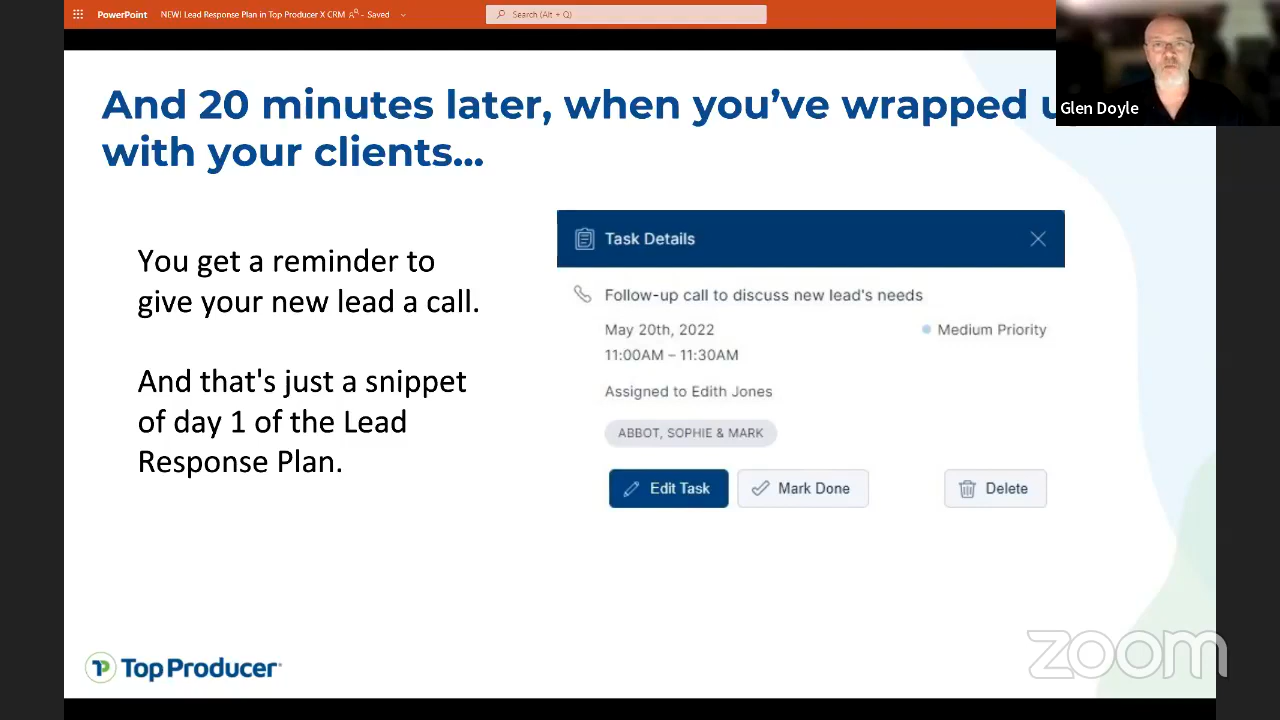 PowerPoint NEW! Lead Response Plan in Top Producer X CRM - Saved
Search (Alt + Q)
Glen Doyle
And 20 minutes later, when you've wrapped
with your clients...
You get a reminder to
give your new lead a call.
And that's just a snippet
of day 1 of the Lead
Response Plan.
Task Details
Follow-up call to discuss new lead's needs
May 20th, 2022
Medium Priority
11:00AM – 11:30AM
Assigned to Edith Jones
ABBOT, SOPHIE & MARK
Edit Task
Mark Done
Delete
Top Producer
zoom